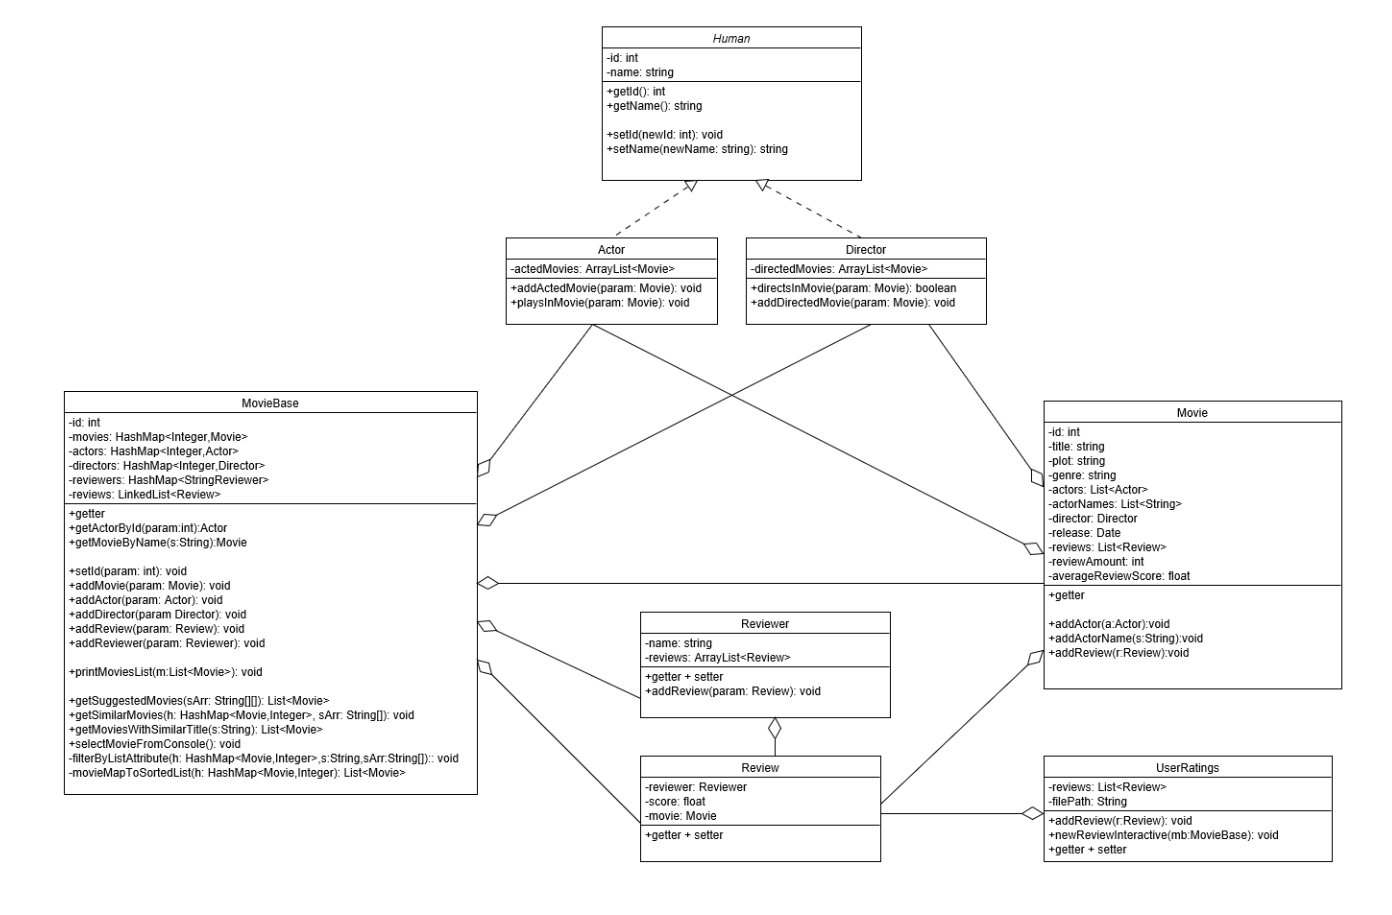 Human
-id: int
-name: string
+getId(): int
+getName(): string
+setId(newId: int): void
+setName(newName: string): string
Actor
-actedMovies: ArrayList<Movie>
+addActedMovie(param: Movie): void
+playsInMovie(param: Movie): void
Director
-directedMovies: ArrayList<Movie>
+directsInMovie(param: Movie): boolean
+addDirectedMovie(param: Movie): void
MovieBase
-id: int
-movies: HashMap<Integer,Movie>
-actors: HashMap<Integer,Actor>
-directors: HashMap<Integer,Director>
-reviewers: HashMap<StringReviewer>
-reviews: LinkedList<Review>
+getter
+getActorById(param:int):Actor
+getMovieByName(s:String):Movie
+setId(param: int): void
+addMovie(param: Movie): void
+addActor(param: Actor): void
+addDirector(param Director): void
+addReview(param: Review): void
+addReviewer(param: Reviewer): void
+printMoviesList(m:List<Movie>): void
+getSuggestedMovies(sArr: String[][]): List<Movie>
+getSimilarMovies(h: HashMap<Movie,Integer>, sArr: String[]): void
+getMoviesWithSimilarTitle(s:String): List<Movie>
+selectMovieFromConsole(): void
-filterByListAttribute(h: HashMap<Movie,Integer>,s:String,sArr:String[]):: void
-movieMapToSortedList(h: HashMap<Movie,Integer): List<Movie>
Movie
-id: int
-title: string
-plot: string
-genre: string
-actors: List<Actor>
-actorNames: List<String>
-director: Director
-release: Date
-reviews: List<Review>
-reviewAmount: int
-averageReviewScore: float
+getter
+addActor(a:Actor):void
+addActorName(s:String):void
+addReview(r:Review):void
Reviewer
-name: string
-reviews: ArrayList<Review>
+getter + setter
+addReview(param: Review): void
Review
-reviewer: Reviewer
-score: float
-movie: Movie
+getter + setter
UserRatings
-reviews: List<Review>
-filePath: String
+addReview(r:Review): void
+newReviewInteractive(mb:MovieBase): void
+getter + setter